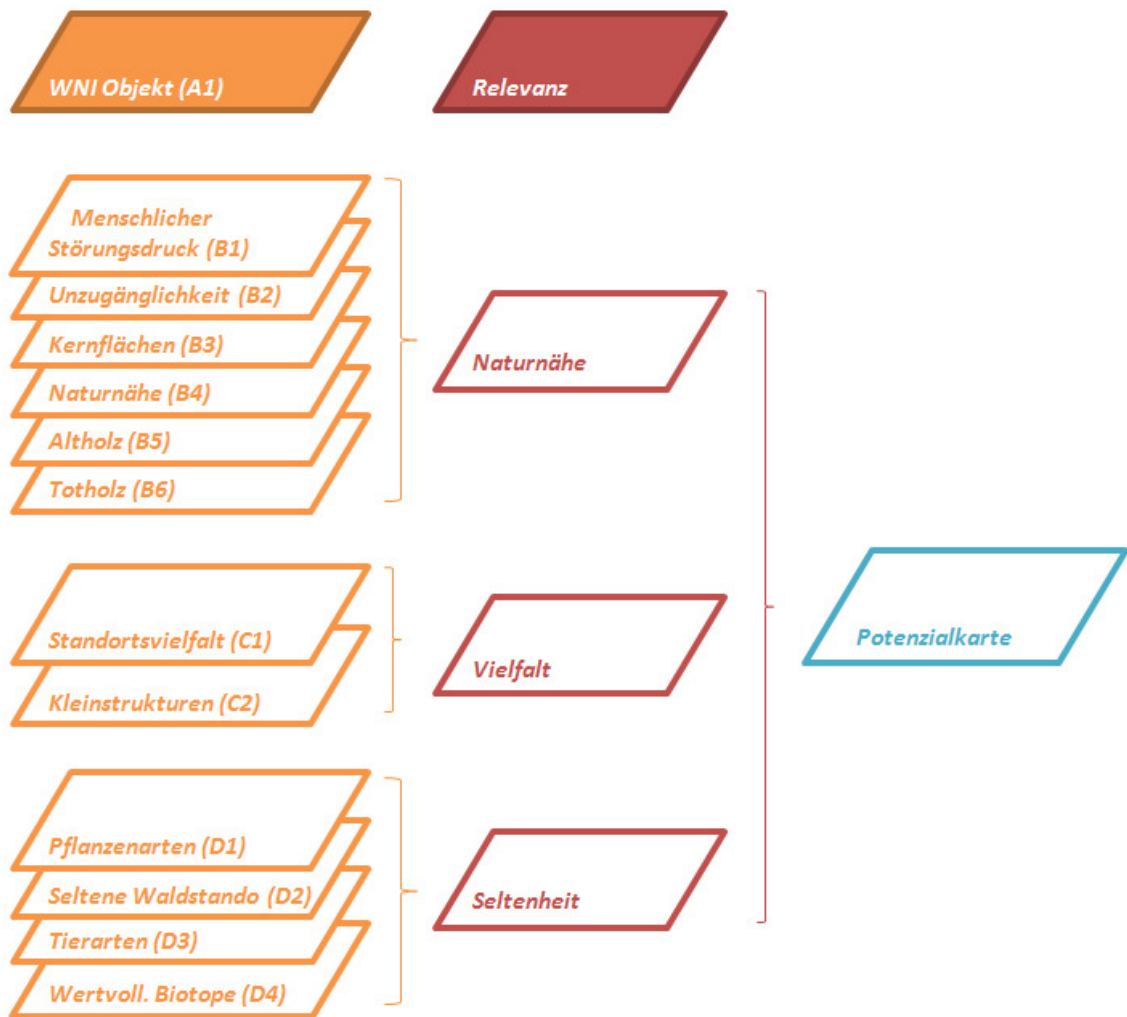 WNI Objekt (A1)
Relevanz
Menschlicher
Störungsdruck (B1)
Unzugänglichkeit (B2)
Kernflächen (B3)
Naturnähe (B4)
Altholz (B5)
Totholz (B6)
Naturnähe
Standortsvielfalt (C1)
Kleinstrukturen (C2)
Vielfalt
Pflanzenarten (D1)
Seltene Waldstando (D2)
Tierarten (D3)
Wertvoll. Biotope (D4)
Seltenheit
Potenzialkarte